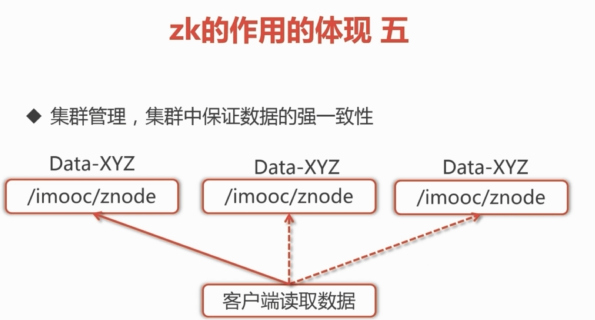 zk的作用的体现 五
◆ 集群管理，集群中保证数据的强一致性
Data-XYZ Data-XYZ Data-XYZ
/imooc/znode /imooc/znode /imooc/znode
客户端读取数据